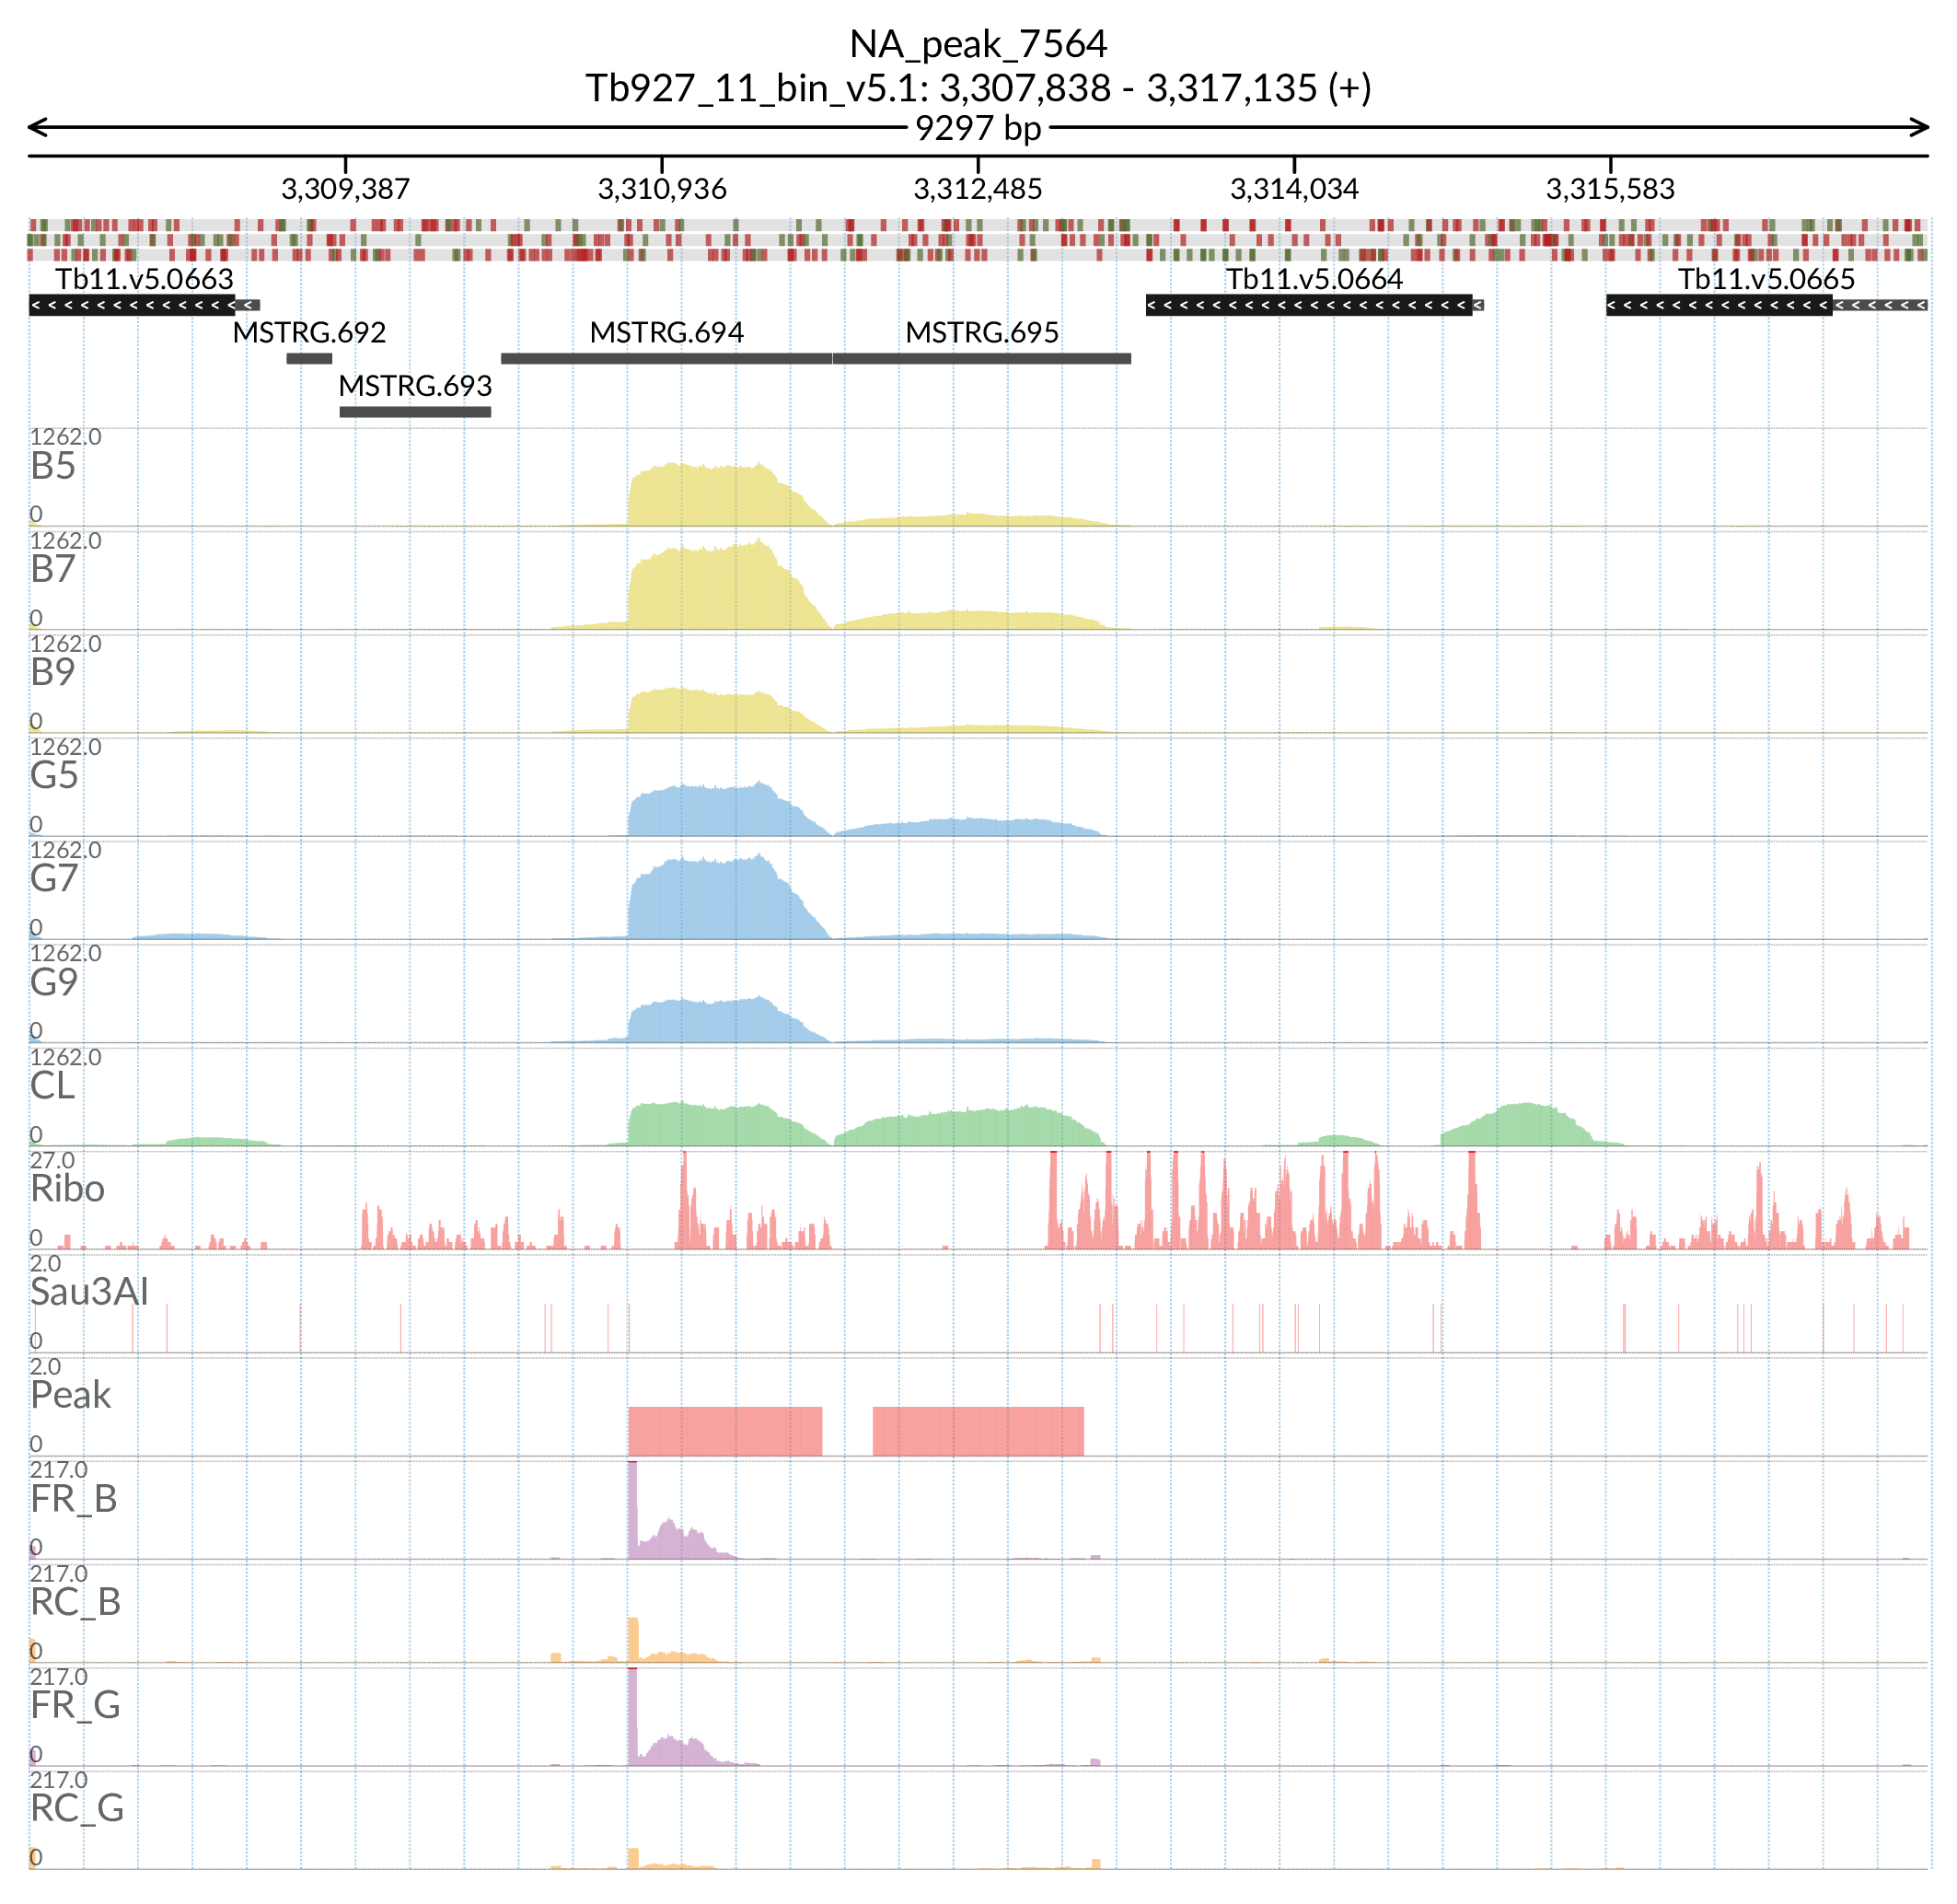 NA_peak_7564
Tb927_11_bin_v5.1: 3,307,838 - 3,317,135 (+)
9297 bp
3,309,387 3,310,936 3,312,485 3,314,034 3,315,583
Tb11.v5.0663 Tb11.v5.0664 Tb11.v5.0665
MSTRG.692 MSTRG.694 MSTRG.695
MSTRG.693
1262.0
B5
0
1262.0
B7
0
1262.0
B9
0
1262.0
G5
0
1262.0
G7
0
1262.0
G9
0
1262.0
CL
0
27.0
Ribo
0
2.0
Sau3AI
0
2.0
Peak
0
217.0
FR_B
0
217.0
RC_B
0
217.0
FR_G
0
217.0
RC_G
0